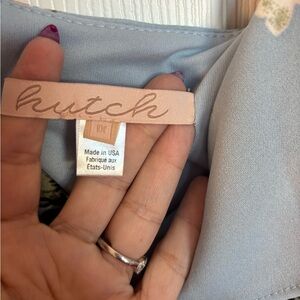 hutch
Made in USA
Fabriqué aux
États-Unis